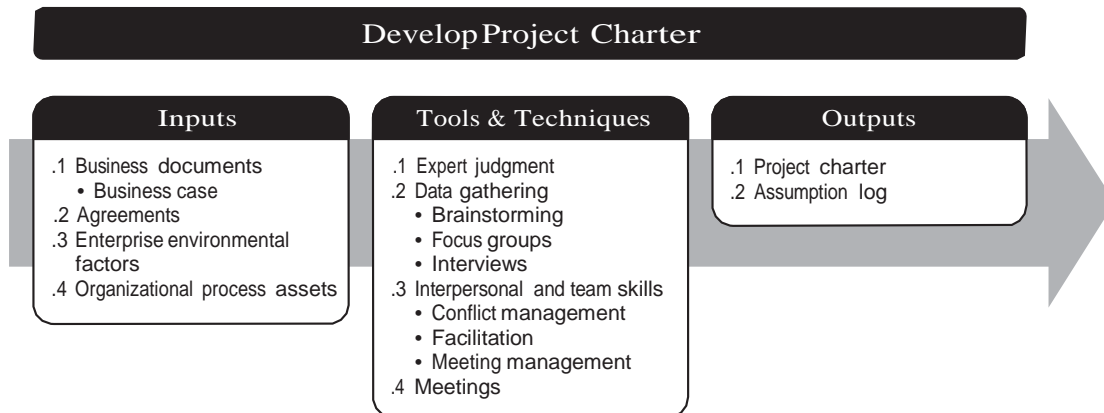 Develop Project Charter
Inputs
.1 Business documents
• Business case
.2 Agreements
.3 Enterprise environmental
factors
.4 Organizational process assets
Tools & Techniques
.1 Expert judgment
.2 Data gathering
• Brainstorming
• Focus groups
• Interviews
.3 Interpersonal and team skills
• Conflict management
• Facilitation
• Meeting management
.4 Meetings
Outputs
.1 Project charter
.2 Assumption log